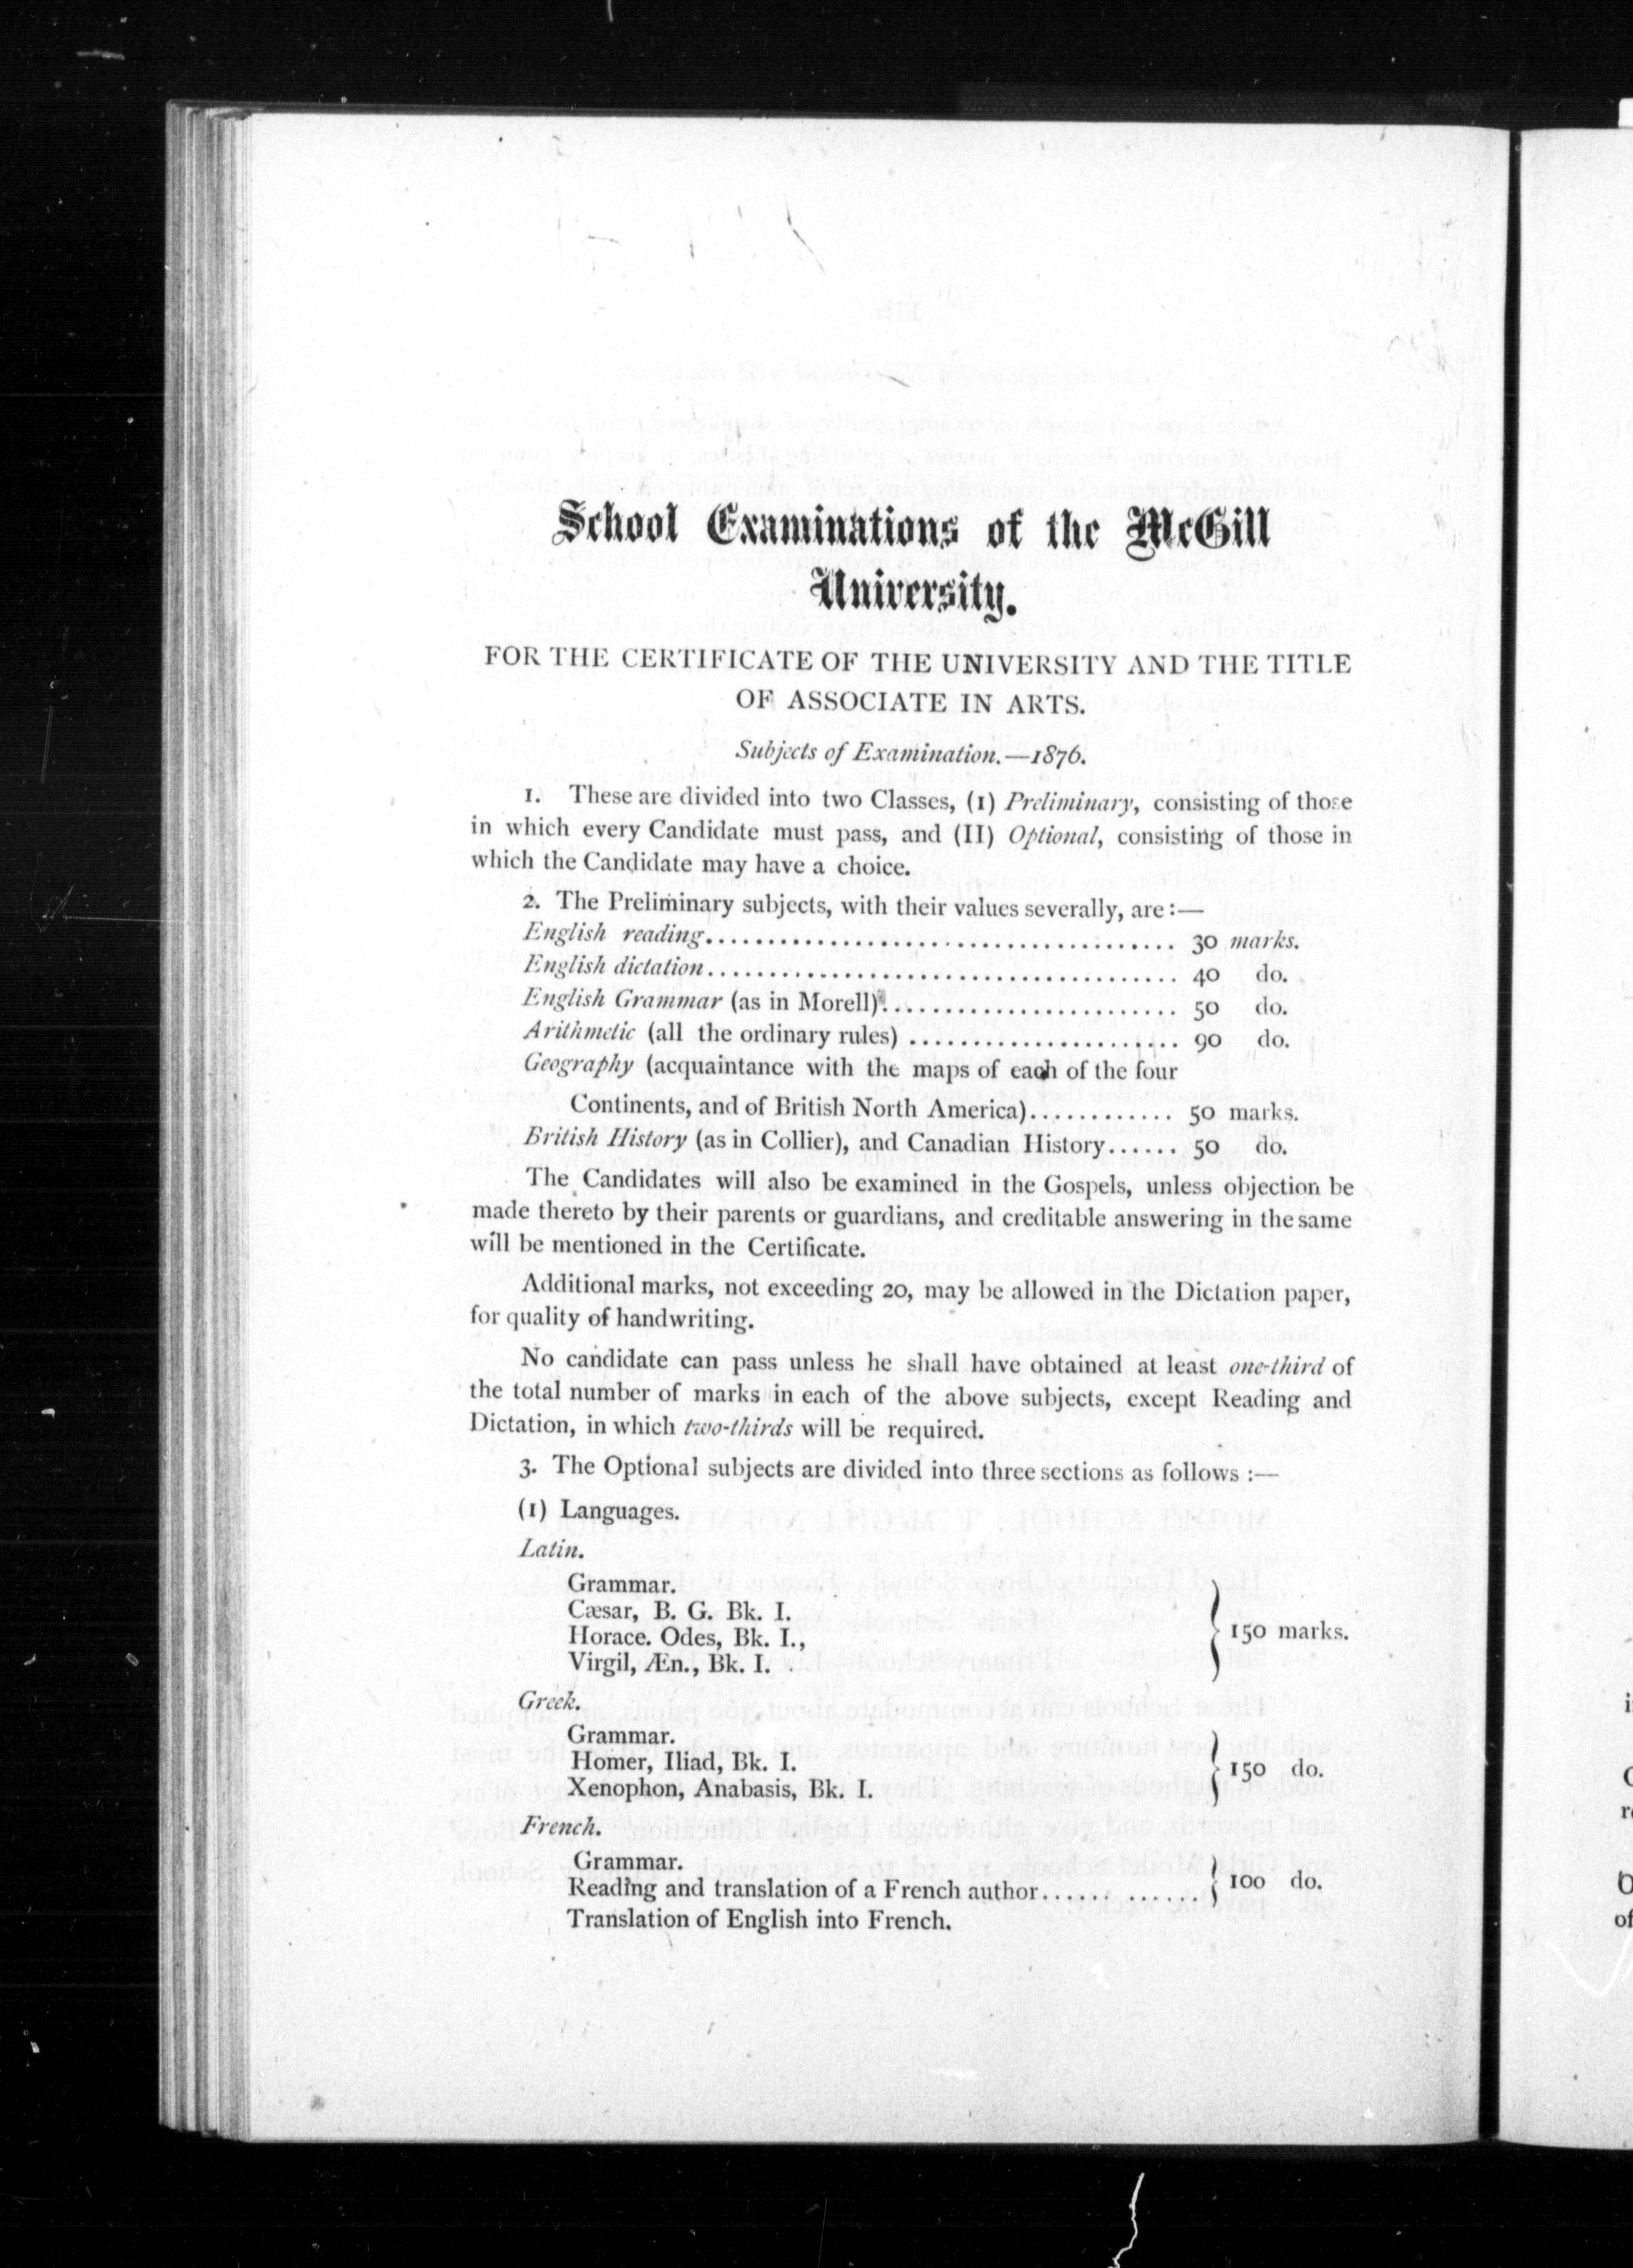 School Examinations of the McGill
University.
FOR THE CERTIFICATE OF THE UNIVERSITY AND THE TITLE
OF ASSOCIATE IN ARTS.
Subjects of Examination.—1876.
1. These are divided into two Classes, (1) Preliminary, consisting of those
in which every Candidate must pass, and (II) Optional, consisting of those in
which the Candidate may have a choice.
2. The Preliminary subjects, with their values severally, are:—
English reading........................................ 30 marks.
English dictation........................................ 40 do.
English Grammar (as in Morell)......................... 50 do.
Arithmetic (all the ordinary rules) ...................... 90 do.
Geography (acquaintance with the maps of each of the four
Continents, and of British North America)............ 50 marks.
British History (as in Collier), and Canadian History...... 50 do.
The Candidates will also be examined in the Gospels, unless objection be
made thereto by their parents or guardians, and creditable answering in the same
will be mentioned in the Certificate.
Additional marks, not exceeding 20, may be allowed in the Dictation paper,
for quality of handwriting.
No candidate can pass unless he shall have obtained at least one-third of
the total number of marks in each of the above subjects, except Reading and
Dictation, in which two-thirds will be required.
3. The Optional subjects are divided into three sections as follows :—
(1) Languages.
Latin.
Grammar.
Cæsar, B. G. Bk. I.
Horace. Odes, Bk. I.,
150 marks.
Virgil, Æn., Bk. I.
Greek.
Grammar.
Homer, Iliad, Bk. I.
150 do.
Xenophon, Anabasis, Bk. I.
French.
Grammar.
Reading and translation of a French author...... ...... 100 do.
Translation of English into French.